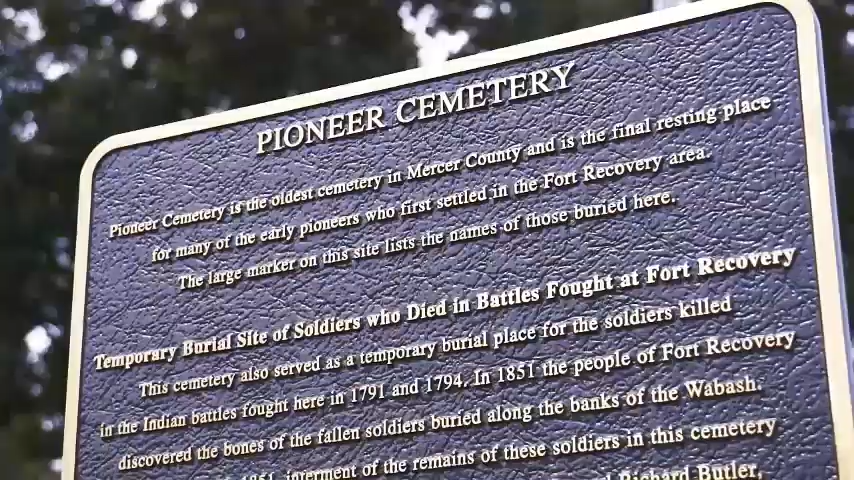 PIONEER CEMETERY
Pioneer Cemetery is the oldest cemetery in Mercer County and is the final resting place
for many of the early pioneers who first settled in the Fort Recovery area.
The large marker on this site lists the names of those buried here.
Temporary Burial Site of Soldiers who Died in Battles Fought at Fort Recovery
This cemetery also served as a temporary burial place for the soldiers killed
in the Indian battles fought here in 1791 and 1794. In 1851 the people of Fort Recovery
discovered the bones of the fallen soldiers buried along the banks of the Wabash.
1851, interment of the remains of these soldiers in this cemetery
Richard Butler,